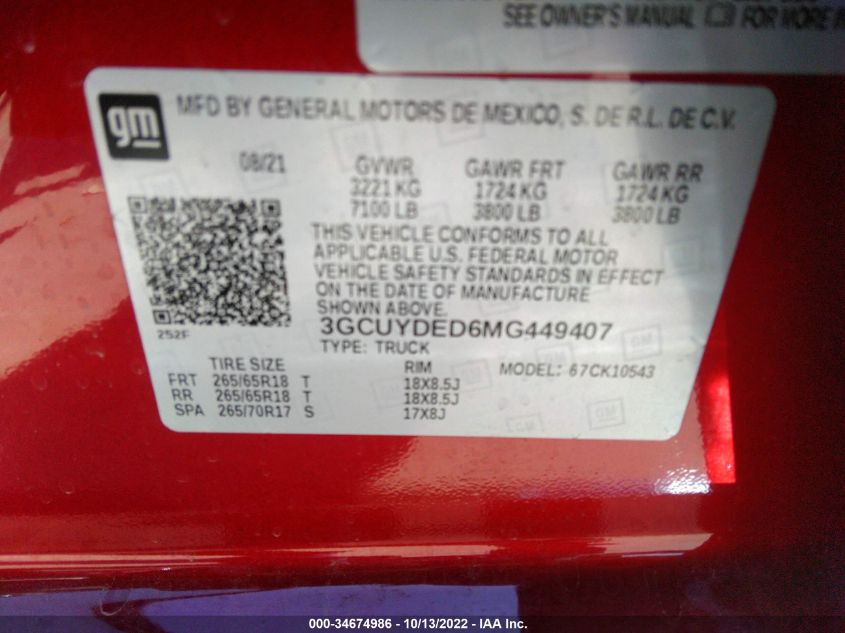 SEE OWNER'S MANUAL FOR MORE
gm
MFD BY GENERAL MOTORS DE MEXICO, S. DE R.L. DE C.V.
08/21 GVWR GAWR FRT GAWR RR
3221 KG 1724 KG 1724 KG
7100 LB 3800 LB 3800 LB
THIS VEHICLE CONFORMS TO ALL
APPLICABLE U.S. FEDERAL MOTOR
VEHICLE SAFETY STANDARDS IN EFFECT
ON THE DATE OF MANUFACTURE
SHOWN ABOVE.
252F
3GCUYDED6MG449407
TYPE: TRUCK
TIRE SIZE RIM MODEL: 67CK10543
FRT 265/65R18 T 18X8.5J
RR 265/65R18 T 18X8.5J
SPA 265/70R17 S 17X8J
000-34674986 - 10/13/2022 - IAA Inc.